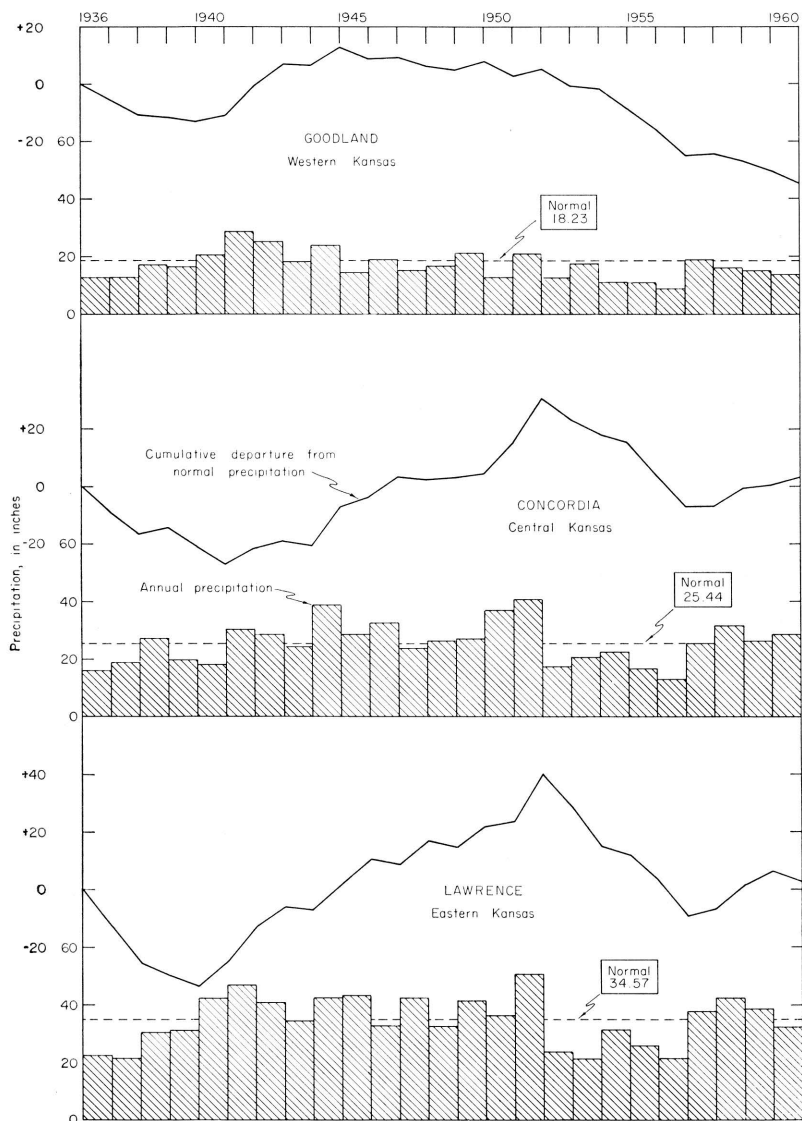 1936 1940 1945 1950 1955 1960
+20
0
GOODLAND
-20 60
Western Kansas
40
Normal
18.23
20
0
+20
Cumulative departure from
normal precipitation
0
CONCORDIA
Central Kansas
-20 60
Annual precipitation
Normal
25.44
40
20
0
Precipitation, in inches
+40
+20
0
LAWRENCE
Eastern Kansas
-20 60
Normal
34.57
40
20
0